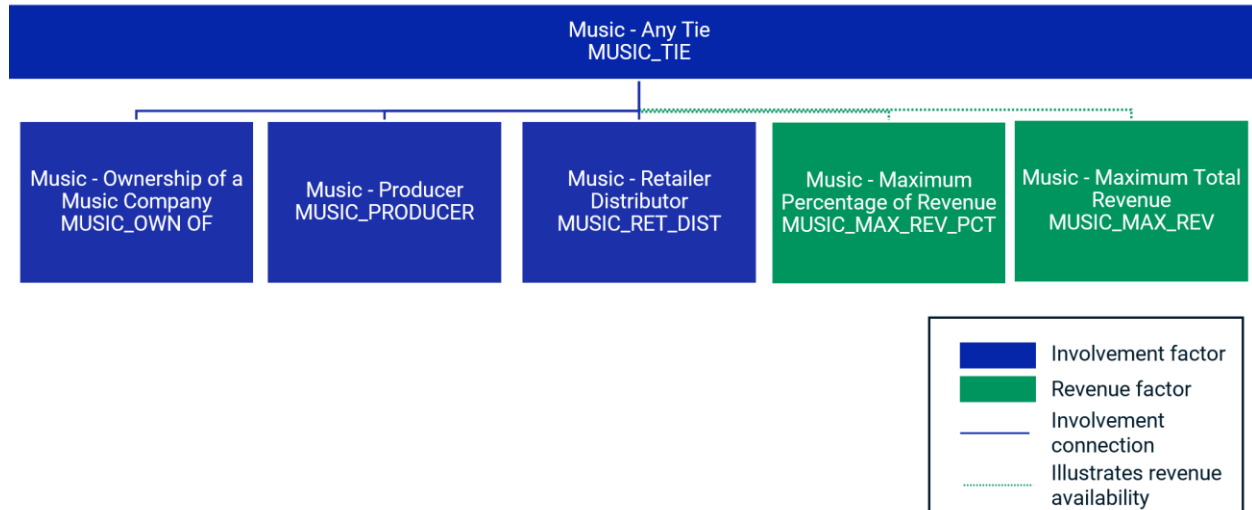 Music - Any Tie
MUSIC_TIE
Music - Ownership of a
Music Company
MUSIC_OWN OF
Music - Producer
MUSIC_PRODUCER
Music - Retailer
Distributor
MUSIC_RET_DIST
Music - Maximum
Percentage of Revenue
MUSIC_MAX_REV_PCT
Music - Maximum Total
Revenue
MUSIC_MAX_REV
Involvement factor
Revenue factor
Involvement
connection
Illustrates revenue
availability